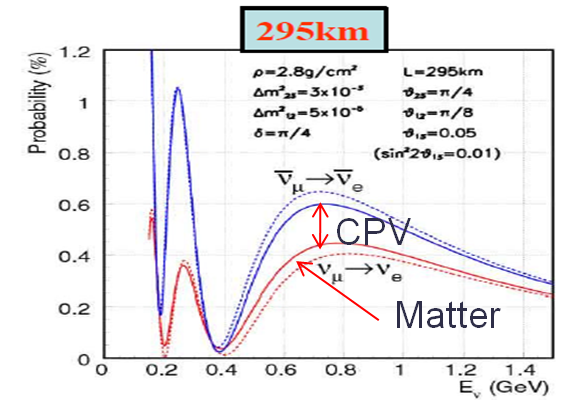 295km
Probability (%)
1.2
1
0.8
0.6
0.4
0.2
0
ρ=2.8g/cm² L=295km
Δm²₂₃=3x10⁻³ ϑ₂₃=π/4
Δm²₁₂=5x10⁻⁵ ϑ₁₂=π/8
δ=π/4 ϑ₁₃=0.05
(sin²2ϑ₁₃=0.01)
ν̅μ→ν̅e
CPV
νμ→νe
Matter
0 0.2 0.4 0.6 0.8 1 1.2 1.4
Eν (GeV)